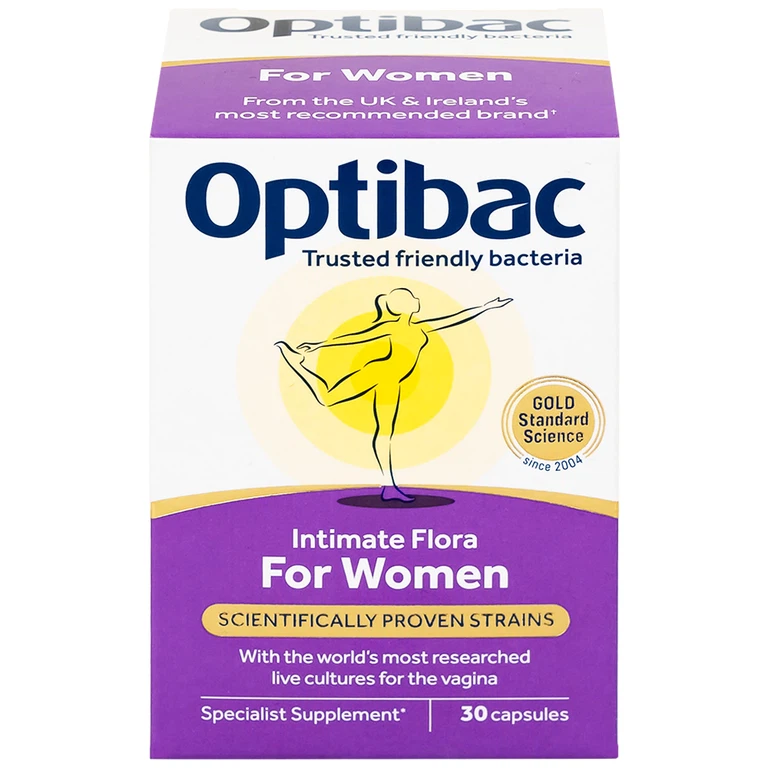 Optibac
Trusted friendly bacteria
For Women
From the UK & Ireland's
most recommended brand†
Optibac
Trusted friendly bacteria
GOLD
Standard
Science
since 2004
Intimate Flora
For Women
SCIENTIFICALLY PROVEN STRAINS
With the world's most researched
live cultures for the vagina
Specialist Supplement*
30 capsules